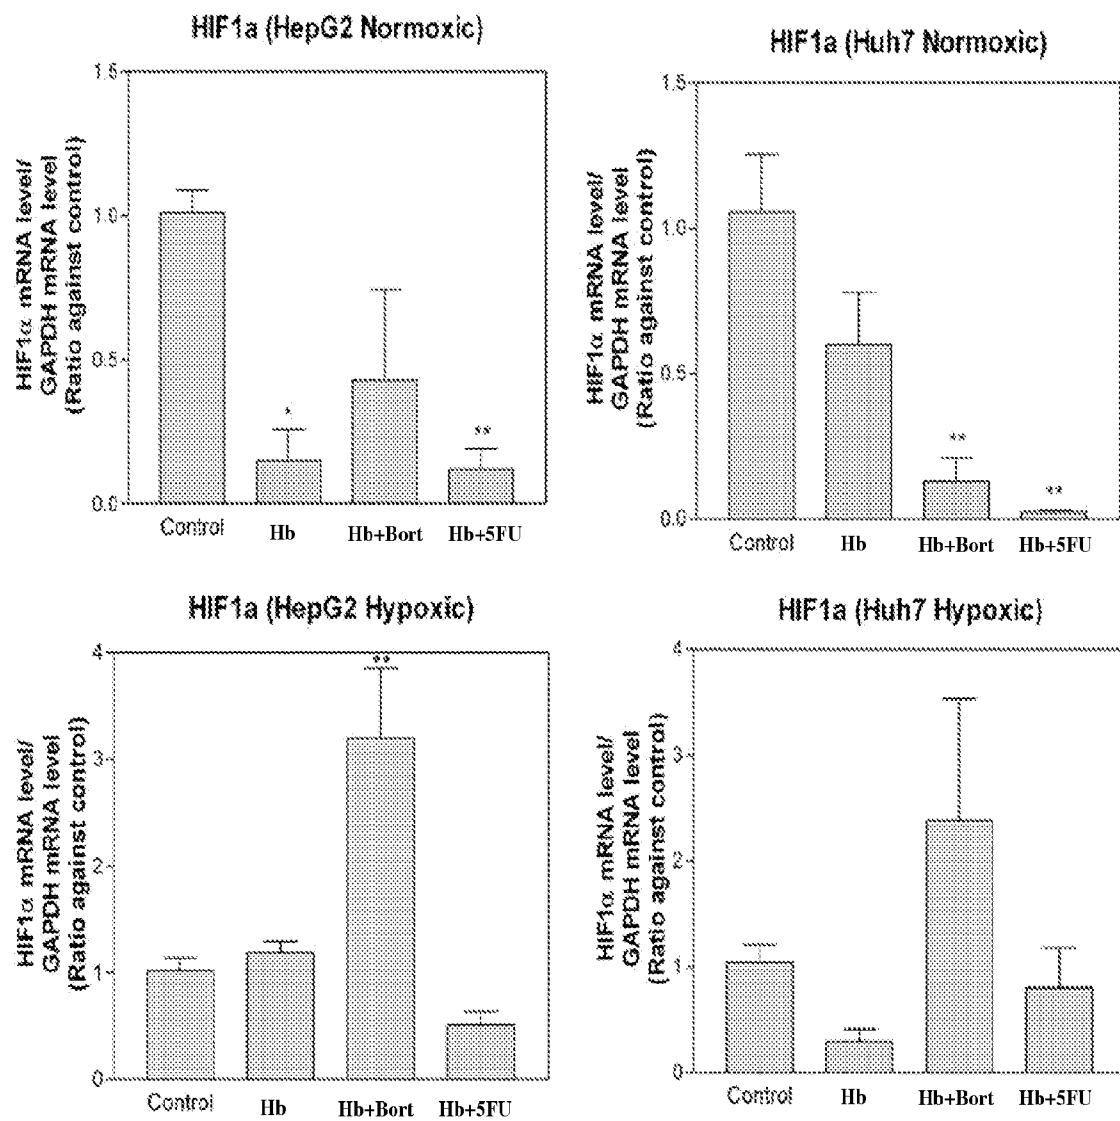 HIF1a (HepG2 Normoxic)
HIF1α mRNA level/
GAPDH mRNA level
(Ratio against control)
1.5
1.0
0.5
0.0
*
**
Control Hb Hb+Bort Hb+5FU
HIF1a (Huh7 Normoxic)
HIF1α mRNA level/
GAPDH mRNA level
(Ratio against control)
1.5
1.0
0.5
0.0
**
**
Control Hb Hb+Bort Hb+5FU
HIF1a (HepG2 Hypoxic)
HIF1α mRNA level/
GAPDH mRNA level
(Ratio against control)
4
3
2
1
0
**
Control Hb Hb+Bort Hb+5FU
HIF1a (Huh7 Hypoxic)
HIF1α mRNA level/
GAPDH mRNA level
(Ratio against control)
4
3
2
1
0
Control Hb Hb+Bort Hb+5FU